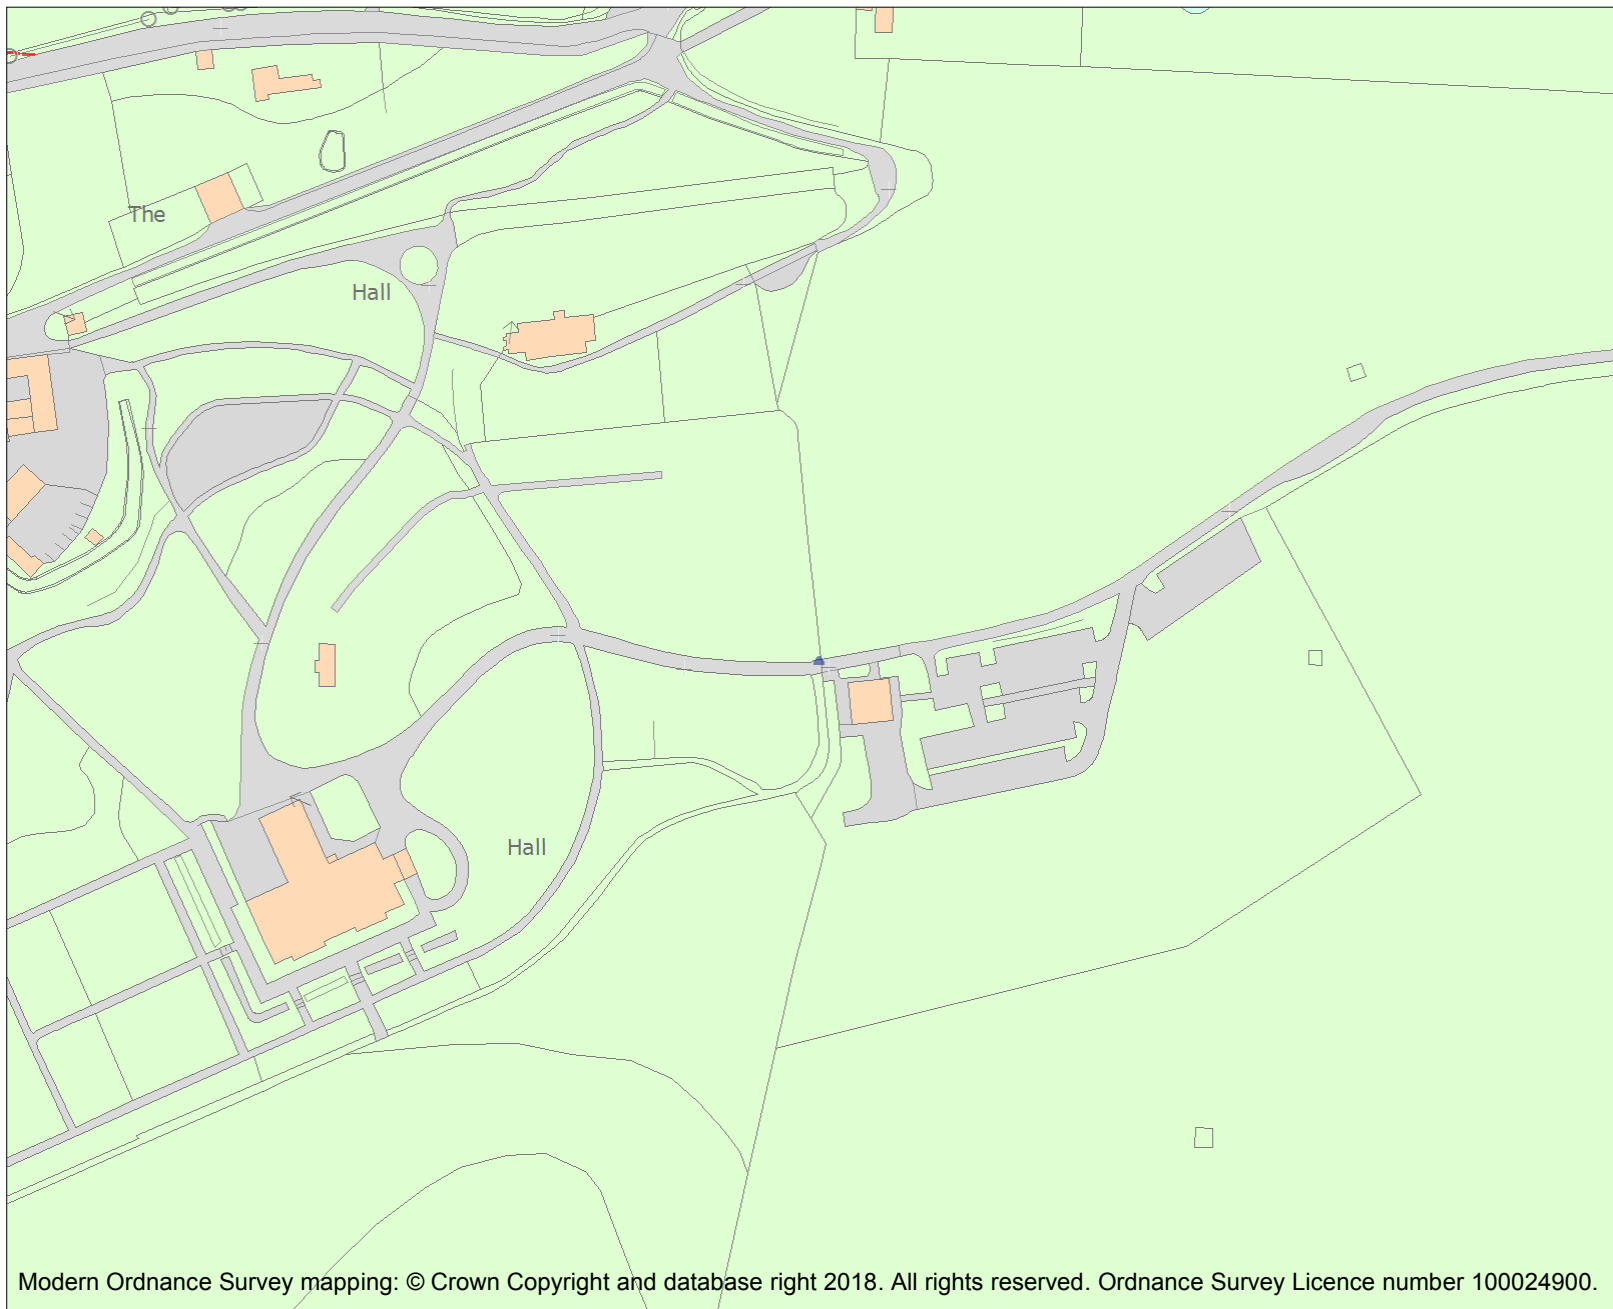 The
Hall
Hall
Modern Ordnance Survey mapping: © Crown Copyright and database right 2018. All rights reserved. Ordnance Survey Licence number 100024900.